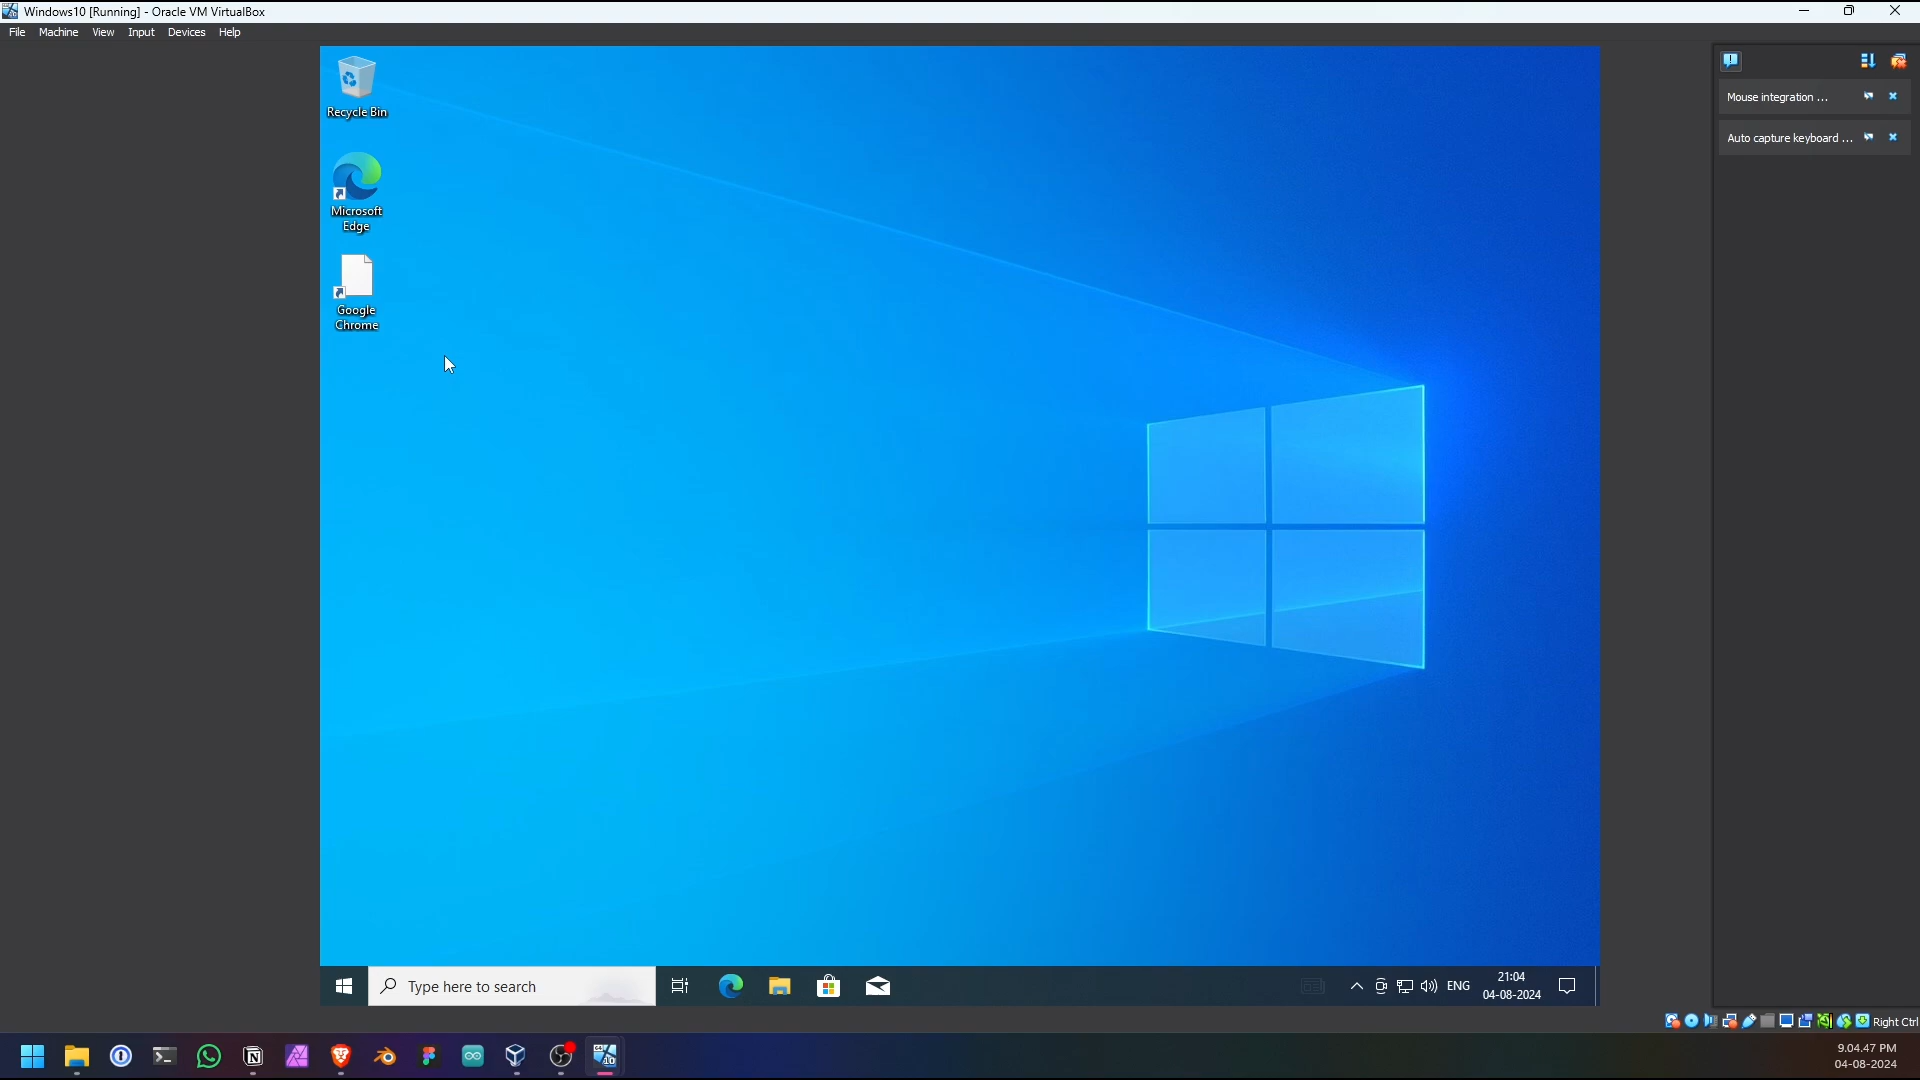 Windows10 [Running] - Oracle VM VirtualBox
File Machine View Input Devices Help
Recycle Bin
Microsoft
Edge
Google
Chrome
Mouse integration ...
Auto capture keyboard ...
Type here to search
ENG
21:04
04-08-2024
Right Ctrl
9.04.47 PM
04-08-2024